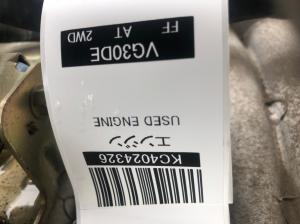 KC4024326
エンジン
USED ENGINE
VG30DE
FF AT 2WD